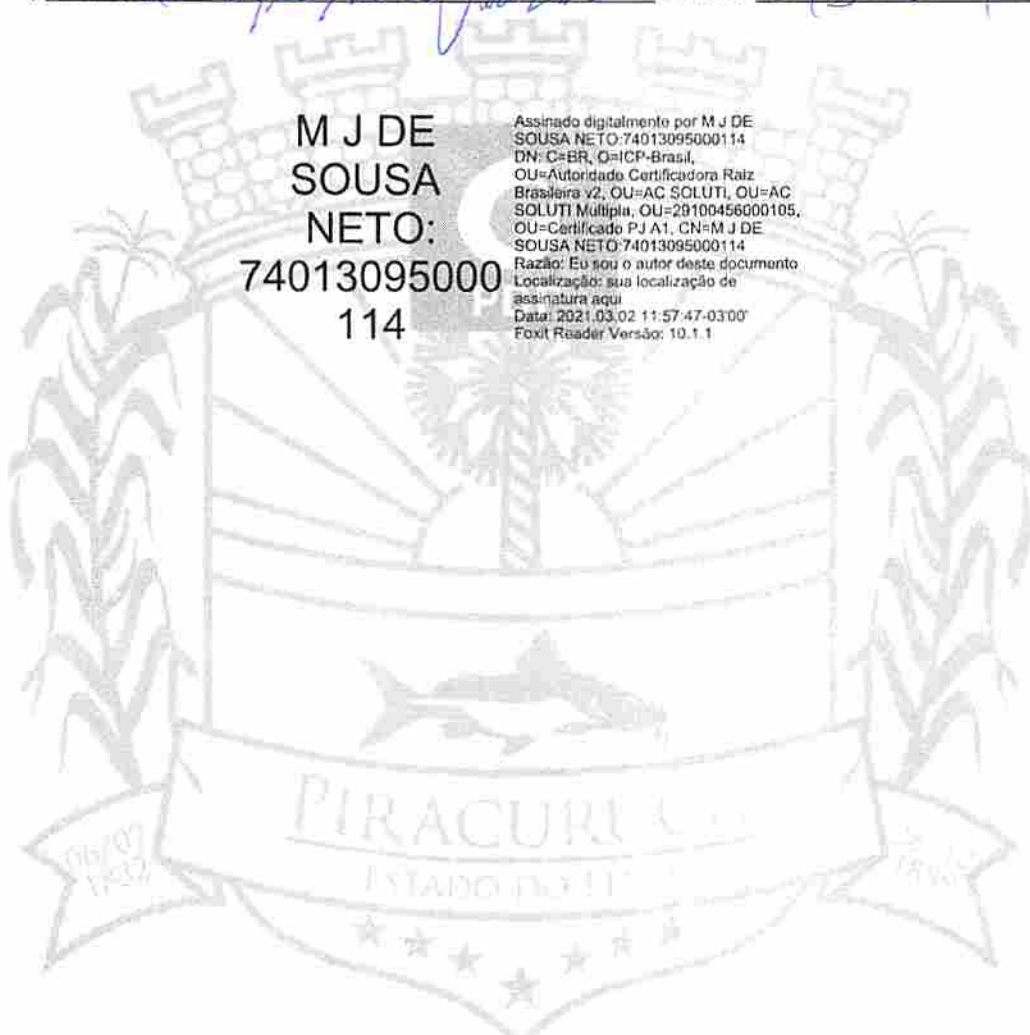 M J DE
SOUSA
NETO:
74013095000
114
Assinado digitalmente por M J DE
SOUSA NETO:74013095000114
DN: C=BR, O=ICP-Brasil,
OU=Autoridade Certificadora Raiz
Brasileira v2, OU=AC SOLUTI, OU=AC
SOLUTI Multipla, OU=29100456000105,
OU=Certificado PJ A1, CN=M J DE
SOUSA NETO:74013095000114
Razão: Eu sou o autor deste documento
Localização: sua localização de
assinatura aqui
Data: 2021.03.02 11:57:47-03'00'
Foxit Reader Versão: 10.1.1
ESTADO DO